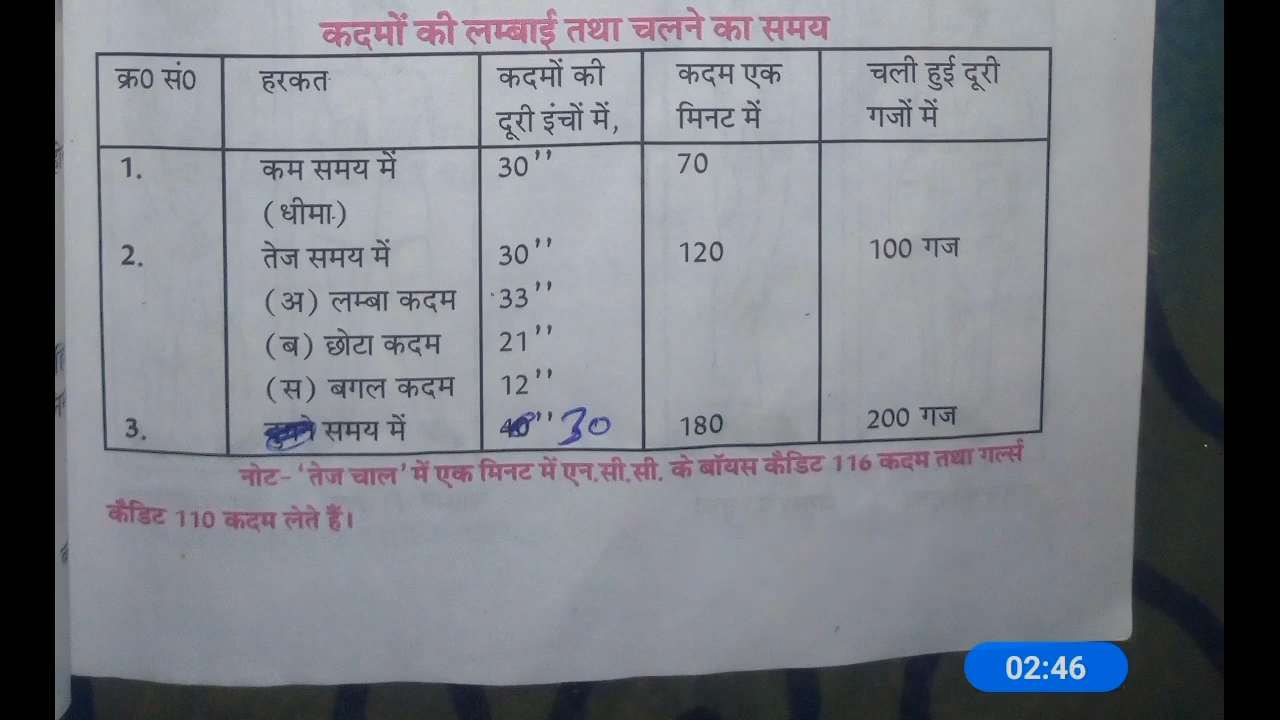 कदमों की लम्बाई तथा चलने का समय
क्र0 सं0 हरकत कदमों की दूरी इंचों में, कदम एक मिनट में चली हुई दूरी गजों में
1. कम समय में 30'' 70
(धीमा.)
2. तेज समय में 30'' 120 100 गज
(अ) लम्बा कदम 33''
(ब) छोटा कदम 21''
(स) बगल कदम 12''
3. समय में 30 180 200 गज
नोट- 'तेज चाल' में एक मिनट में एन.सी.सी. के बॉयस कैडिट 116 कदम तथा गर्ल्स
कैडिट 110 कदम लेते हैं।
02:46